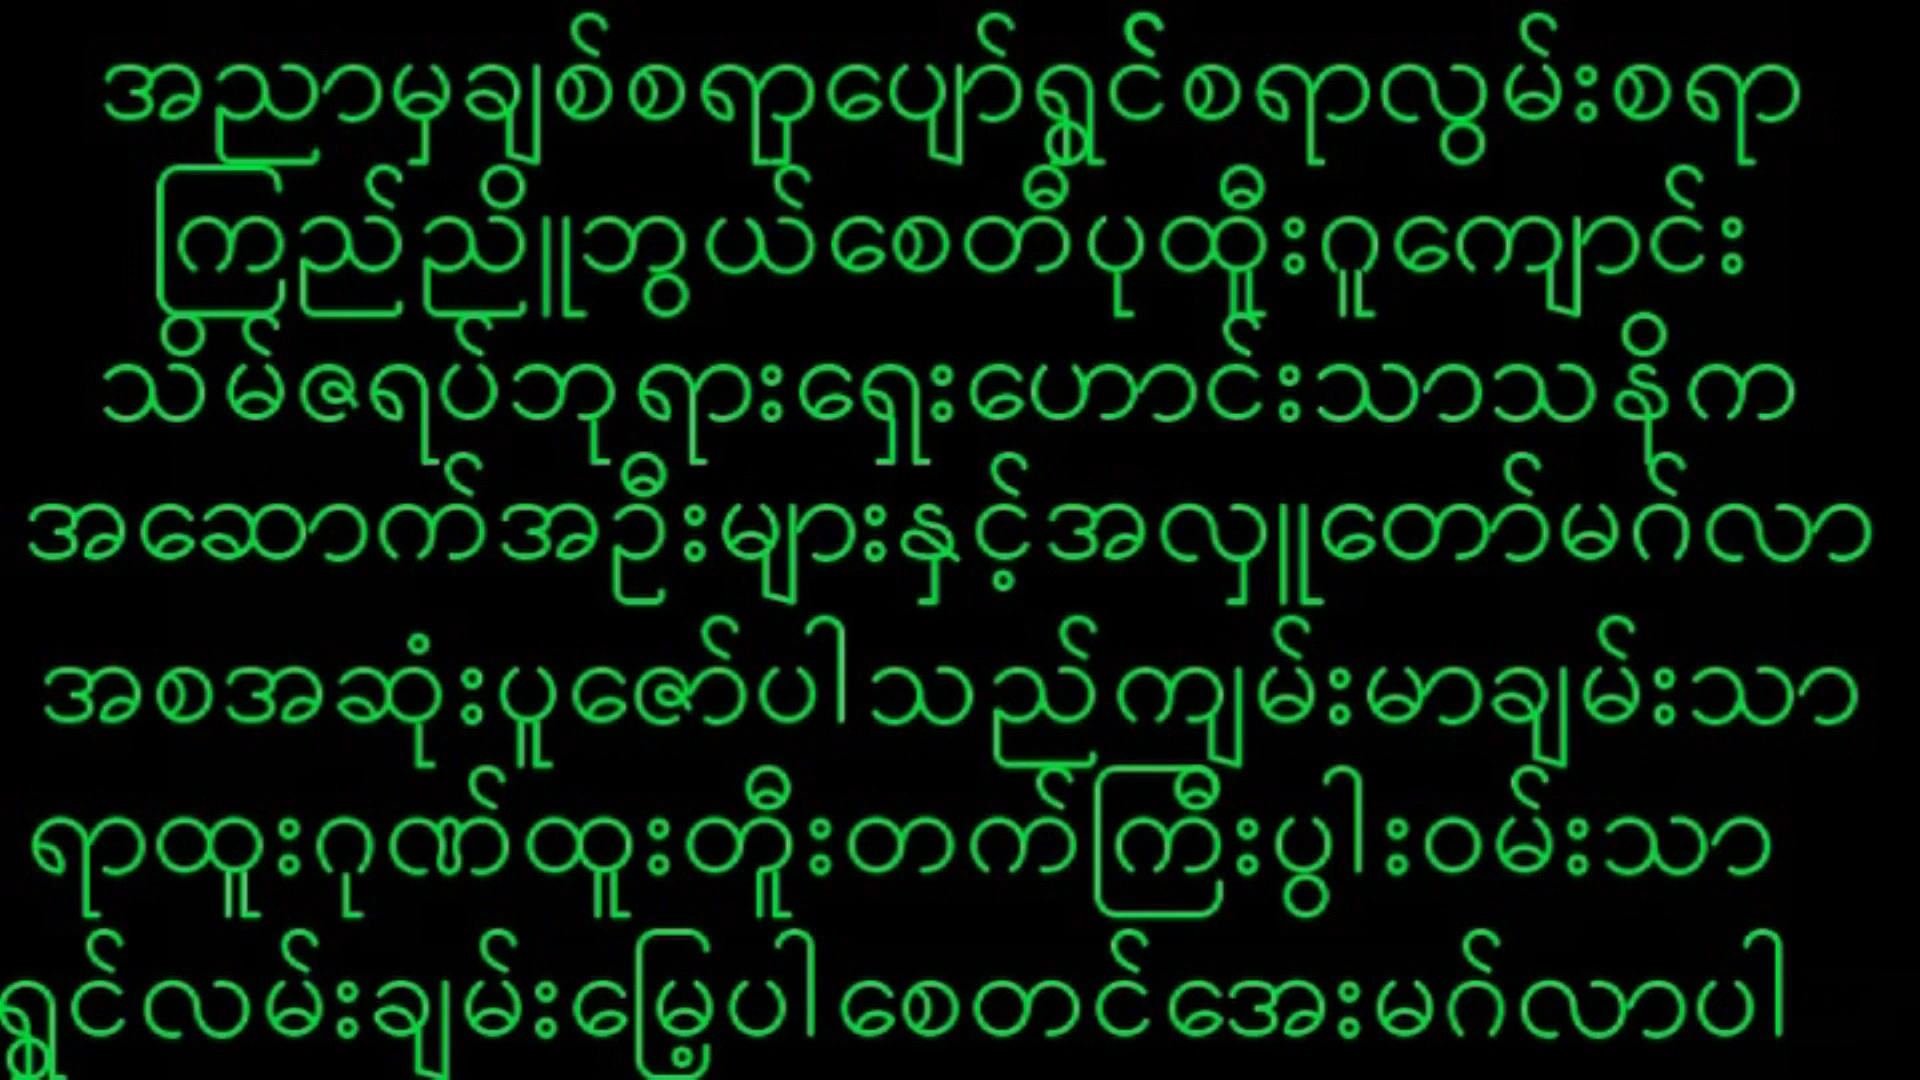 အညာမှချစ်စရာ့ပျော်ရွှင်စရာလွမ်းစရာ
ကြည်ညိူဘွယ်စေတီပုထိူးဂူကျောင်း
သိမ်ဇရပ်ဘုရားရှေးဟောင်းသာသနိုက
အဆောက်အဦးများနှင့်အလှူတော်မင်္ဂလာ
အစအဆုံးပူဇော်ပါသည်ကျမ်းမာချမ်းသာ
ရာထူးဂုဏ်ထူးတိူးတက်ကြီးပွါးဝမ်းသာ
ရွှင်လမ်းချမ်းမြေ့ပါစေတင်အေးမင်္ဂလာပါ